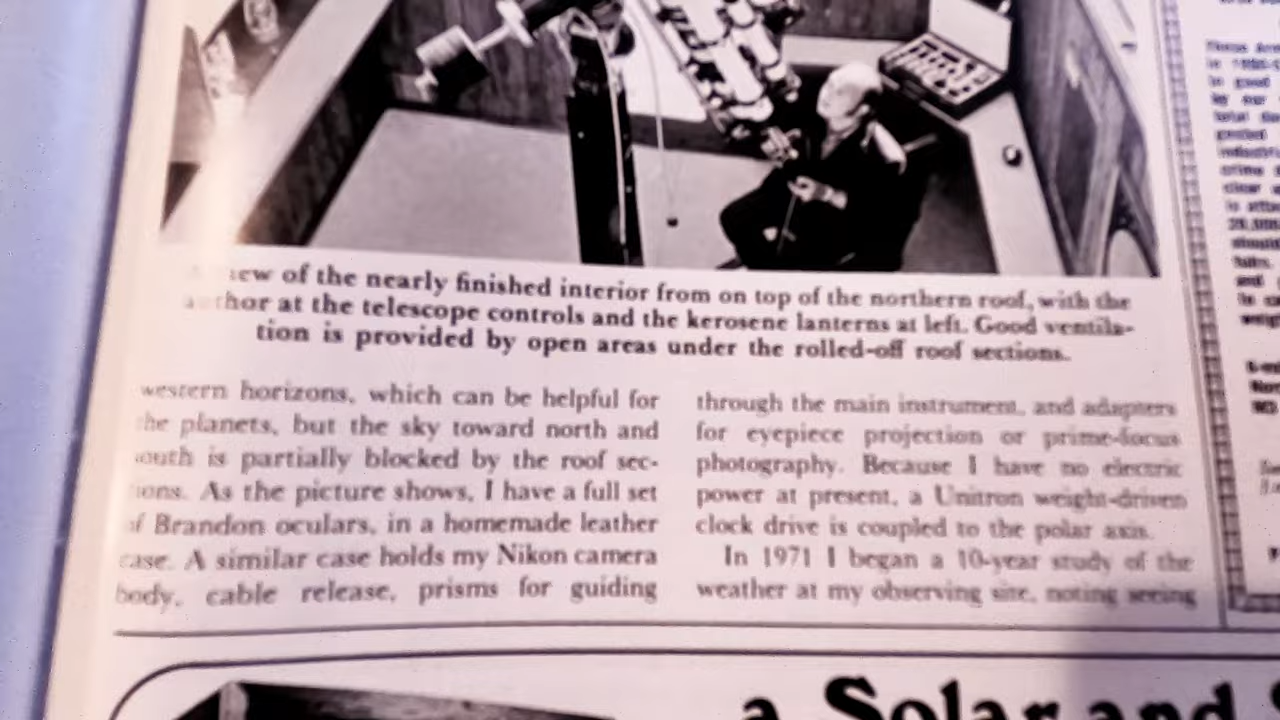 A view of the nearly finished interior from on top of the northern roof, with the
author at the telescope controls and the kerosene lanterns at left. Good ventila-
tion is provided by open areas under the rolled-off roof sections.
western horizons, which can be helpful for
the planets, but the sky toward north and
south is partially blocked by the roof sec-
tions. As the picture shows, I have a full set
of Brandon oculars, in a homemade leather
case. A similar case holds my Nikon camera
body, cable release, prisms for guiding
through the main instrument, and adapters
for eyepiece projection or prime-focus
photography. Because I have no electric
power at present, a Unitron weight-driven
clock drive is coupled to the polar axis.
In 1971 I began a 10-year study of the
weather at my observing site, noting seeing
a Solar and